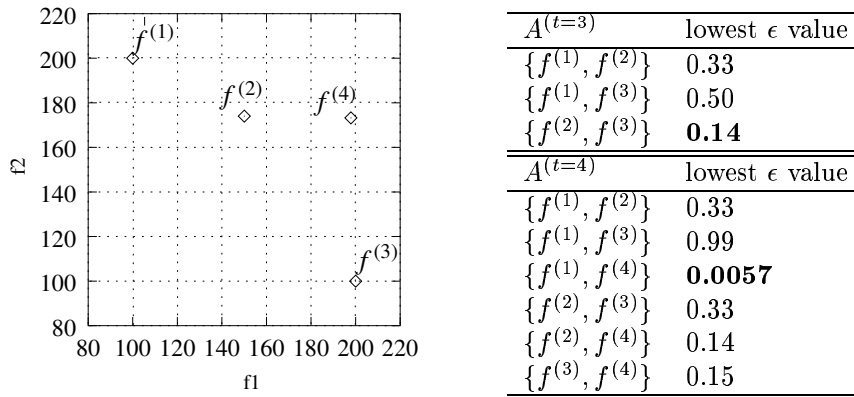 220
200
180
160
140
120
100
80
80 100 120 140 160 180 200 220
f2
f1
f^(1)
f^(2)
f^(4)
f^(3)
A^(t=3) lowest ϵ value
{f^(1), f^(2)} 0.33
{f^(1), f^(3)} 0.50
{f^(2), f^(3)} 0.14
A^(t=4) lowest ϵ value
{f^(1), f^(2)} 0.33
{f^(1), f^(3)} 0.99
{f^(1), f^(4)} 0.0057
{f^(2), f^(3)} 0.33
{f^(2), f^(4)} 0.14
{f^(3), f^(4)} 0.15